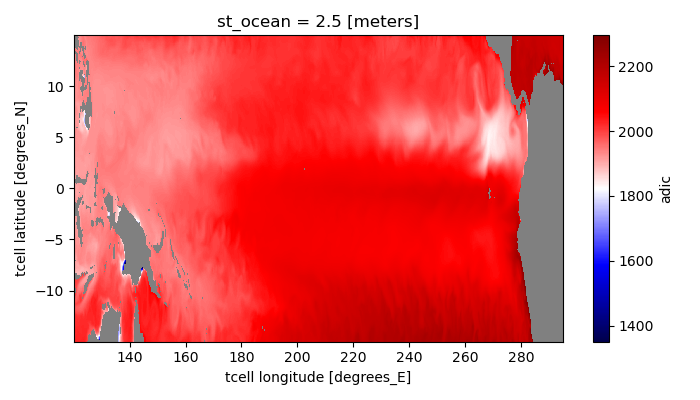 st_ocean = 2.5 [meters]
10
5
0
−5
−10
tcell latitude [degrees_N]
140 160 180 200 220 240 260 280
tcell longitude [degrees_E]
2200
2000
1800
1600
1400
adic